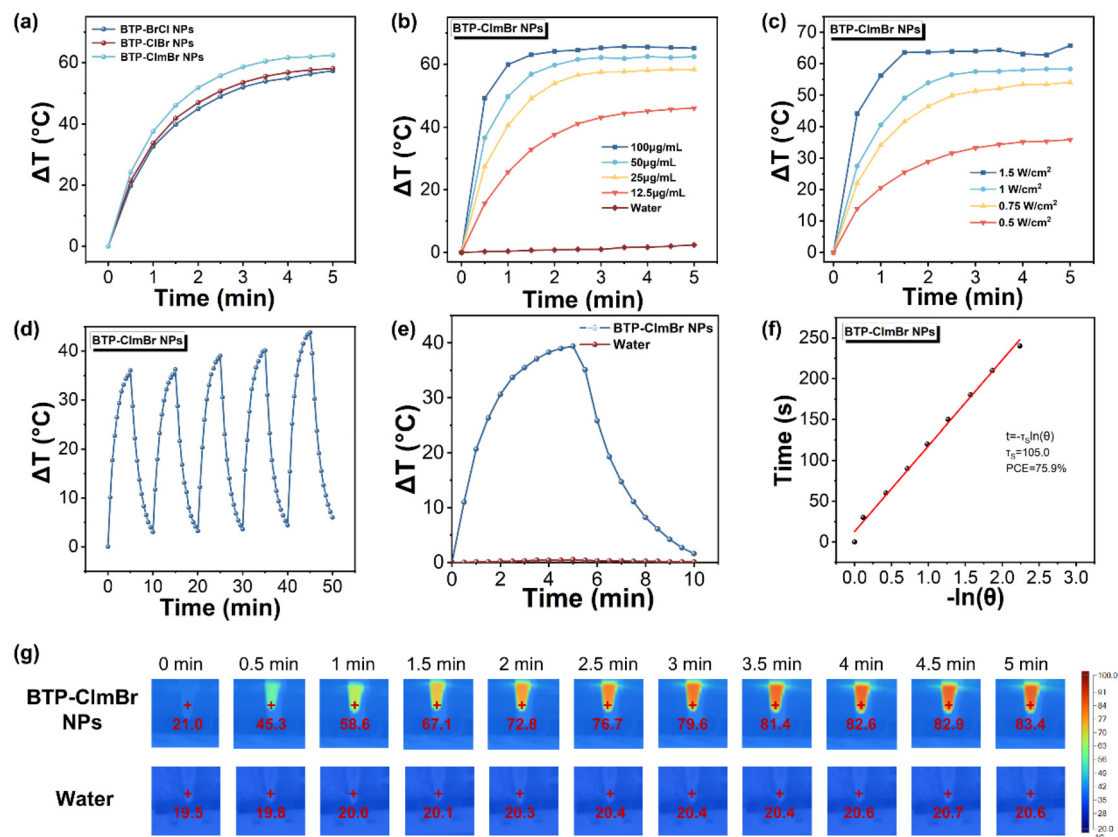 (a)
BTP-BrCl NPs
BTP-ClBr NPs
BTP-ClmBr NPs
60
40
20
0
ΔT (°C)
0 1 2 3 4 5
Time (min)
(b)
BTP-ClmBr NPs
80
60
40
20
0
ΔT (°C)
100μg/mL
50μg/mL
25μg/mL
12.5μg/mL
Water
0 1 2 3 4 5
Time (min)
(c)
BTP-ClmBr NPs
70
60
50
40
30
20
10
0
ΔT (°C)
1.5 W/cm²
1 W/cm²
0.75 W/cm²
0.5 W/cm²
0 1 2 3 4 5
Time (min)
(d)
BTP-ClmBr NPs
40
30
20
10
0
ΔT (°C)
0 10 20 30 40 50
Time (min)
(e)
BTP-ClmBr NPs
Water
40
30
20
10
0
ΔT (°C)
0 2 4 6 8 10
Time (min)
(f)
BTP-ClmBr NPs
250
200
150
100
50
0
Time (s)
t=-τSln(θ)
τS=105.0
PCE=75.9%
0.0 0.5 1.0 1.5 2.0 2.5 3.0
-ln(θ)
(g)
0 min 0.5 min 1 min 1.5 min 2 min 2.5 min 3 min 3.5 min 4 min 4.5 min 5 min
BTP-ClmBr
NPs
21.0 45.3 58.6 67.1 72.8 76.7 79.6 81.4 82.6 82.9 83.4
Water
19.5 19.8 20.0 20.1 20.3 20.4 20.4 20.4 20.6 20.7 20.6
100.0
94
84
76
68
60
52
44
36
28
-20.0